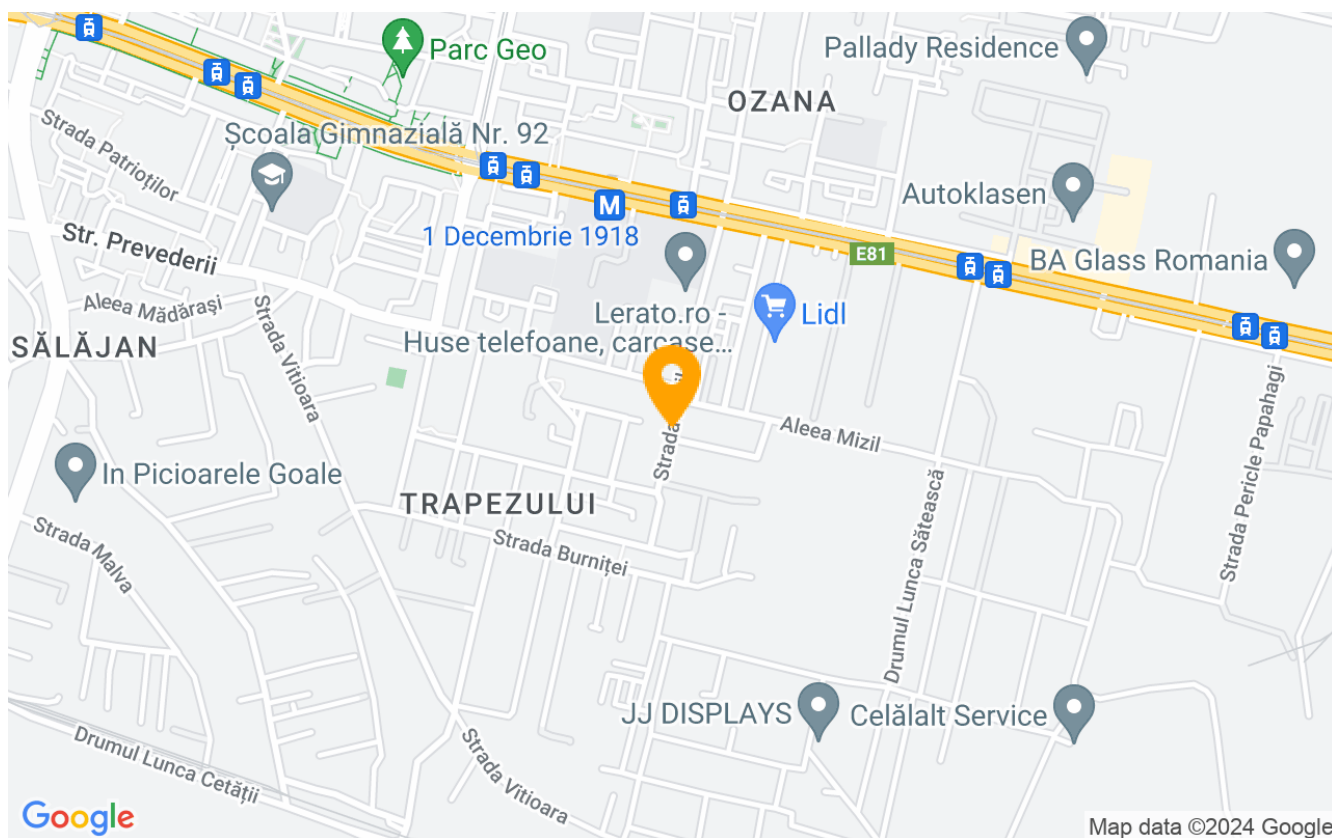 Parc Geo
Pallady Residence
OZANA
Școala Gimnazială Nr. 92
Strada Patrioților
Autoklasen
M
1 Decembrie 1918
Str. Prevederii
E81
BA Glass Romania
Aleea Mădărași
Lerato.ro -
Huse telefoane, carcase...
Lidl
SĂLĂJAN
Strada Vitioara
Aleea Mizil
Strada
In Picioarele Goale
TRAPEZULUI
Strada Burniței
Strada Malva
Drumul Lunca Sătească
Strada Pericle Papahagi
JJ DISPLAYS
Celălalt Service
Drumul Lunca Cetății
Strada Vitioara
Google
Map data ©2024 Google